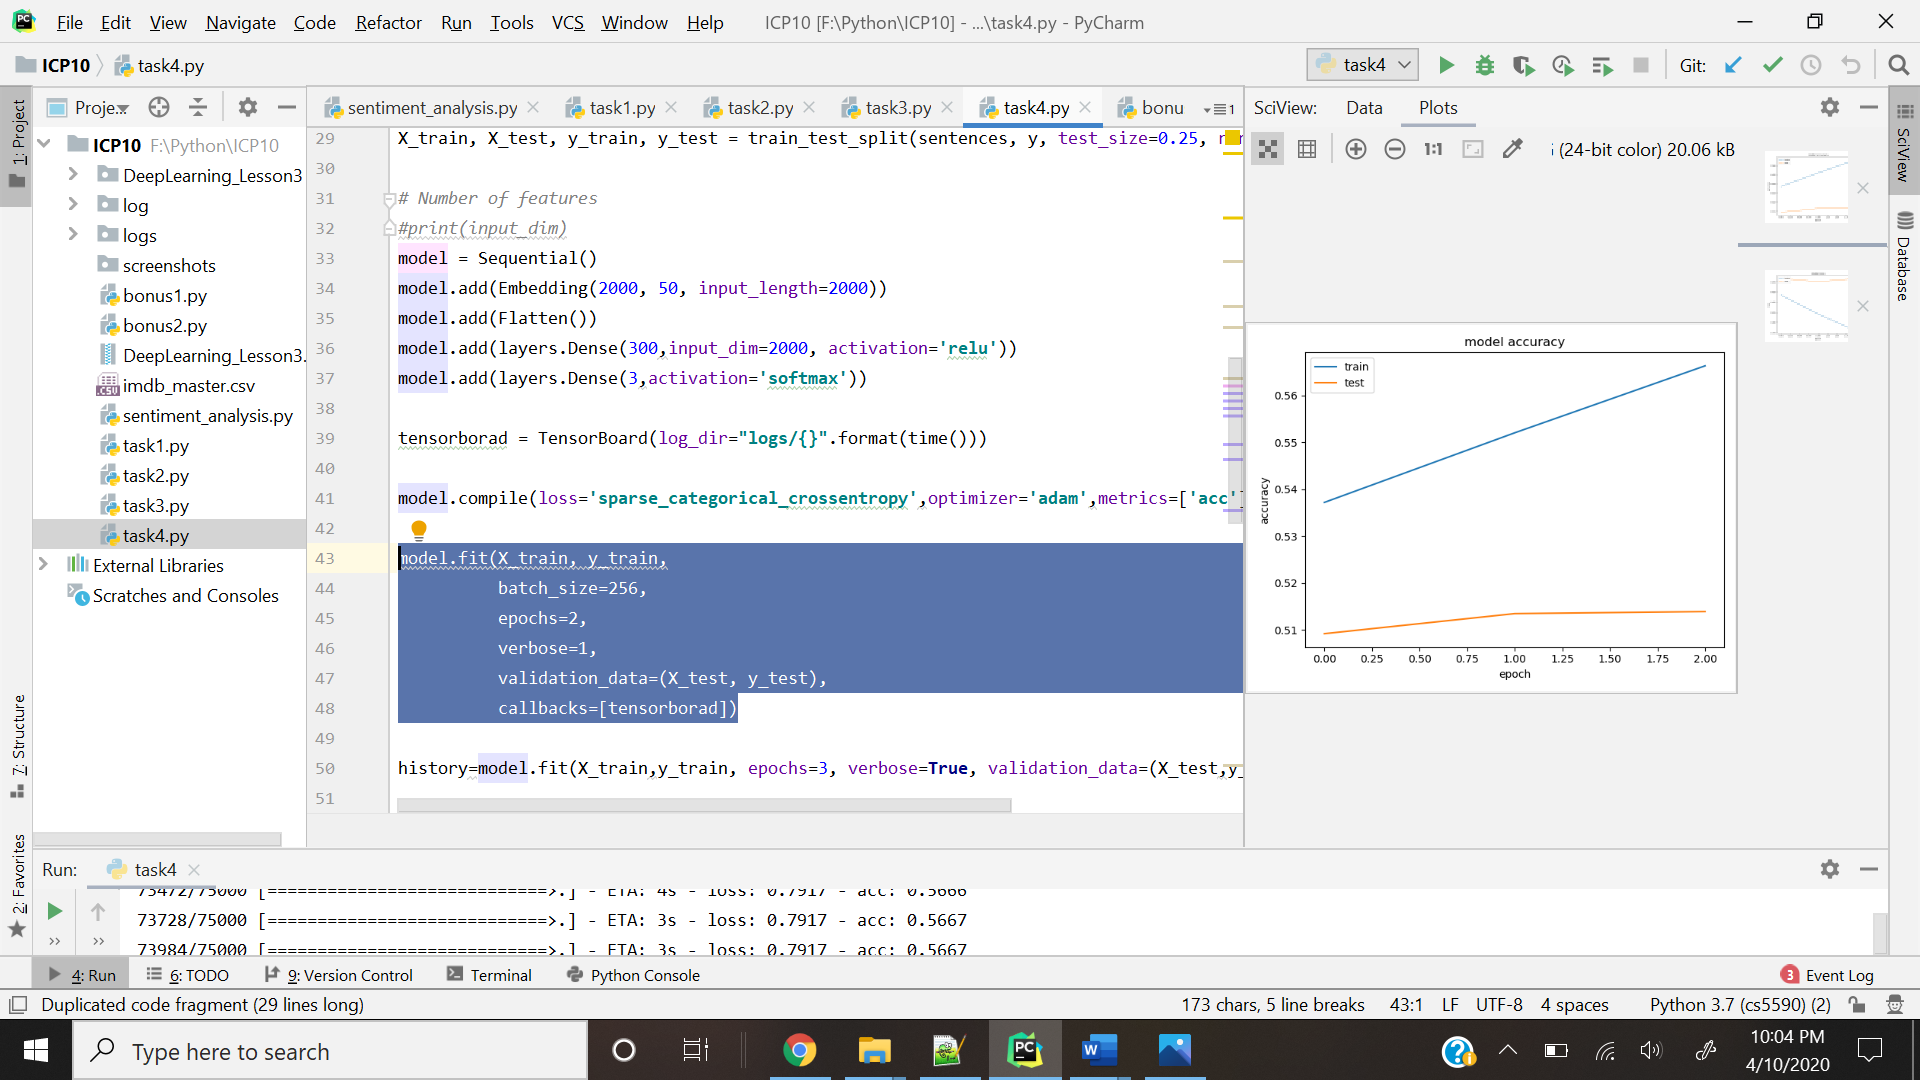 File Edit View Navigate Code Refactor Run Tools VCS Window Help ICP10 [F:\Python\ICP10] - ...\task4.py - PyCharm
ICP10 task4.py task4 Git:
Proje... sentiment_analysis.py task1.py task2.py task3.py task4.py bonu 1 SciView: Data Plots
1: Project
7: Structure
2: Favorites
ICP10 F:\Python\ICP10
DeepLearning_Lesson3
log
logs
screenshots
bonus1.py
bonus2.py
DeepLearning_Lesson3.
imdb_master.csv
sentiment_analysis.py
task1.py
task2.py
task3.py
task4.py
External Libraries
Scratches and Consoles
29 X_train, X_test, y_train, y_test = train_test_split(sentences, y, test_size=0.25,
30
31 # Number of features
32 #print(input_dim)
33 model = Sequential()
34 model.add(Embedding(2000, 50, input_length=2000))
35 model.add(Flatten())
36 model.add(layers.Dense(300,input_dim=2000, activation='relu'))
37 model.add(layers.Dense(3,activation='softmax'))
38
39 tensorborad = TensorBoard(log_dir="logs/{}".format(time()))
40
41 model.compile(loss='sparse_categorical_crossentropy',optimizer='adam',metrics=['acc'
42
43 model.fit(X_train, y_train,
44 batch_size=256,
45 epochs=2,
46 verbose=1,
47 validation_data=(X_test, y_test),
48 callbacks=[tensorborad])
49
50 history=model.fit(X_train,y_train, epochs=3, verbose=True, validation_data=(X_test,y_
51
1:1 (24-bit color) 20.06 kB
model accuracy
train
test
accuracy
0.56
0.55
0.54
0.53
0.52
0.51
0.00 0.25 0.50 0.75 1.00 1.25 1.50 1.75 2.00
epoch
SciView
Database
Run: task4
73472/75000 [============================>.] - ETA: 4s - loss: 0.7917 - acc: 0.5666
73728/75000 [============================>.] - ETA: 3s - loss: 0.7917 - acc: 0.5667
73984/75000 [============================>.] - ETA: 3s - loss: 0.7917 - acc: 0.5667
4: Run 6: TODO 9: Version Control Terminal Python Console 3 Event Log
Duplicated code fragment (29 lines long) 173 chars, 5 line breaks 43:1 LF UTF-8 4 spaces Python 3.7 (cs5590) (2)
Type here to search
10:04 PM
4/10/2020